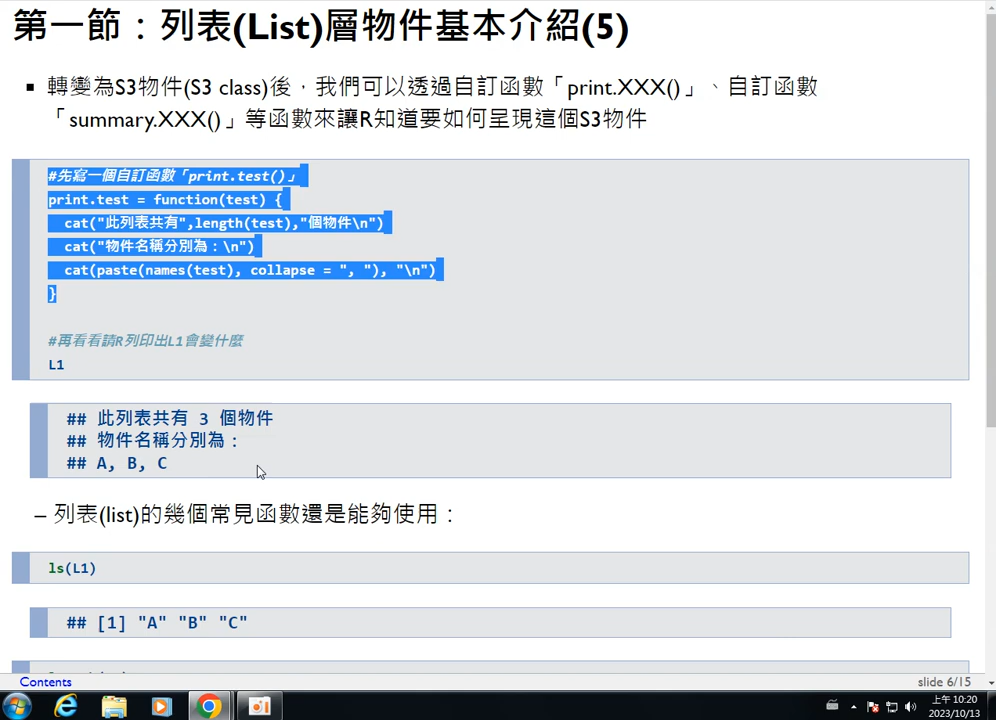 第一節：列表(List)層物件基本介紹(5)
▪ 轉變為S3物件(S3 class)後，我們可以透過自訂函數「print.XXX()」、自訂函數
「summary.XXX()」等函數來讓R知道要如何呈現這個S3物件
#先寫一個自訂函數「print.test()」
print.test = function(test) {
  cat("此列表共有",length(test),"個物件\n")
  cat("物件名稱分別為：\n")
  cat(paste(names(test), collapse = ", "), "\n")
}
#再看看請R列印出L1會變什麼
L1
## 此列表共有 3 個物件
## 物件名稱分別為：
## A, B, C
– 列表(list)的幾個常見函數還是能夠使用：
ls(L1)
## [1] "A" "B" "C"
Contents
slide 6/15
上午 10:20
2023/10/13